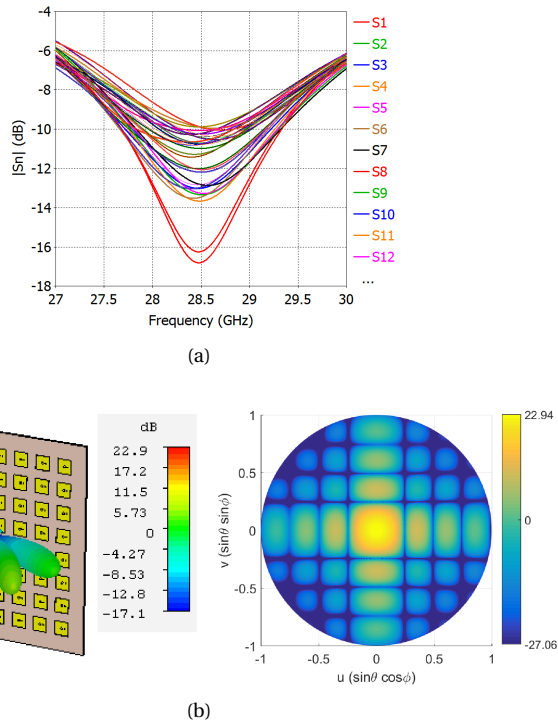 -4
-6
-8
-10
-12
-14
-16
-18
|Sn| (dB)
27 27.5 28 28.5 29 29.5 30
Frequency (GHz)
S1
S2
S3
S4
S5
S6
S7
S8
S9
S10
S11
S12
...
(a)
dB
22.9
17.2
11.5
5.73
0
-4.27
-8.53
-12.8
-17.1
1
0.5
0
-0.5
-1
v (sinθ sinϕ)
-1 -0.5 0 0.5 1
u (sinθ cosϕ)
22.94
0
-27.06
(b)